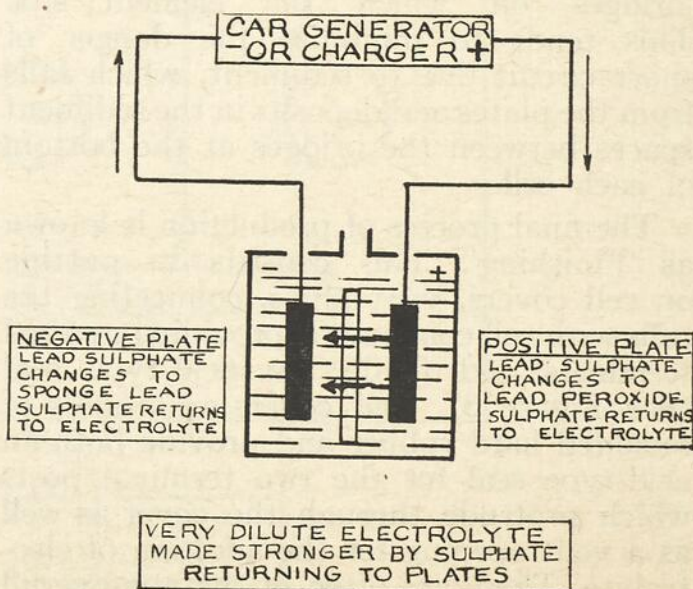 CAR GENERATOR
- OR CHARGER +
- +
NEGATIVE PLATE
LEAD SULPHATE
CHANGES TO
SPONGE LEAD
SULPHATE RETURNS
TO ELECTROLYTE
POSITIVE PLATE
LEAD SULPHATE
CHANGES TO
LEAD PEROXIDE
SULPHATE RETURNS
TO ELECTROLYTE
VERY DILUTE ELECTROLYTE
MADE STRONGER BY SULPHATE
RETURNING TO PLATES